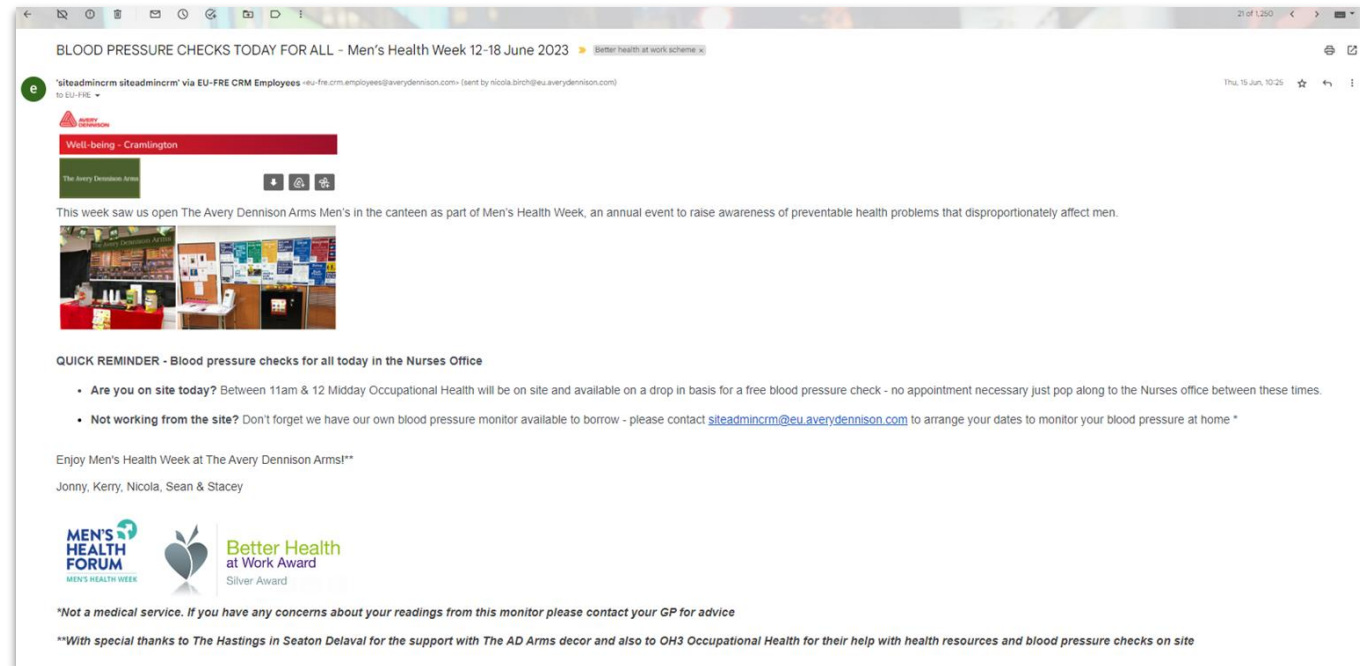 21 of 1,250
BLOOD PRESSURE CHECKS TODAY FOR ALL - Men's Health Week 12-18 June 2023
Better health at work scheme x
'siteadmincrm siteadmincrm' via EU-FRE CRM Employees <eu-fre.crm.employees@averydennison.com> (sent by nicola.birch@eu.averydennison.com)
Thu, 15 Jun, 10:25
e
to EU-FRE
AVERY
DENNISON
Well-being - Cramlington
The Avery Dennison Arms
This week saw us open The Avery Dennison Arms Men's in the canteen as part of Men's Health Week, an annual event to raise awareness of preventable health problems that disproportionately affect men.
The Avery Dennison Arms
QUICK REMINDER - Blood pressure checks for all today in the Nurses Office
• Are you on site today? Between 11am & 12 Midday Occupational Health will be on site and available on a drop in basis for a free blood pressure check - no appointment necessary just pop along to the Nurses office between these times.
• Not working from the site? Don't forget we have our own blood pressure monitor available to borrow - please contact siteadmincrm@eu.averydennison.com to arrange your dates to monitor your blood pressure at home *
Enjoy Men's Health Week at The Avery Dennison Arms!**
Jonny, Kerry, Nicola, Sean & Stacey
MEN'S
HEALTH
FORUM
MEN'S HEALTH WEEK
Better Health
at Work Award
Silver Award
*Not a medical service. If you have any concerns about your readings from this monitor please contact your GP for advice
**With special thanks to The Hastings in Seaton Delaval for the support with The AD Arms decor and also to OH3 Occupational Health for their help with health resources and blood pressure checks on site